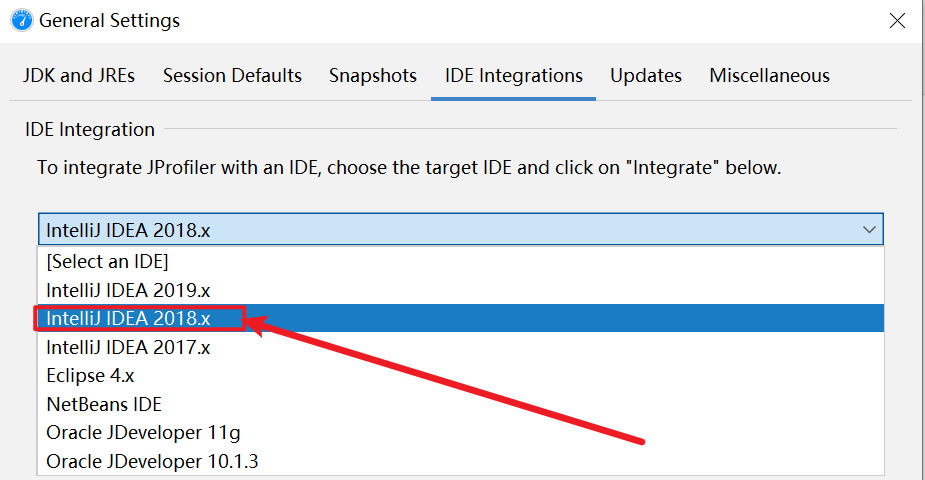 General Settings
JDK and JREs Session Defaults Snapshots IDE Integrations Updates Miscellaneous
IDE Integration
To integrate JProfiler with an IDE, choose the target IDE and click on "Integrate" below.
IntelliJ IDEA 2018.x
[Select an IDE]
IntelliJ IDEA 2019.x
IntelliJ IDEA 2018.x
IntelliJ IDEA 2017.x
Eclipse 4.x
NetBeans IDE
Oracle JDeveloper 11g
Oracle JDeveloper 10.1.3